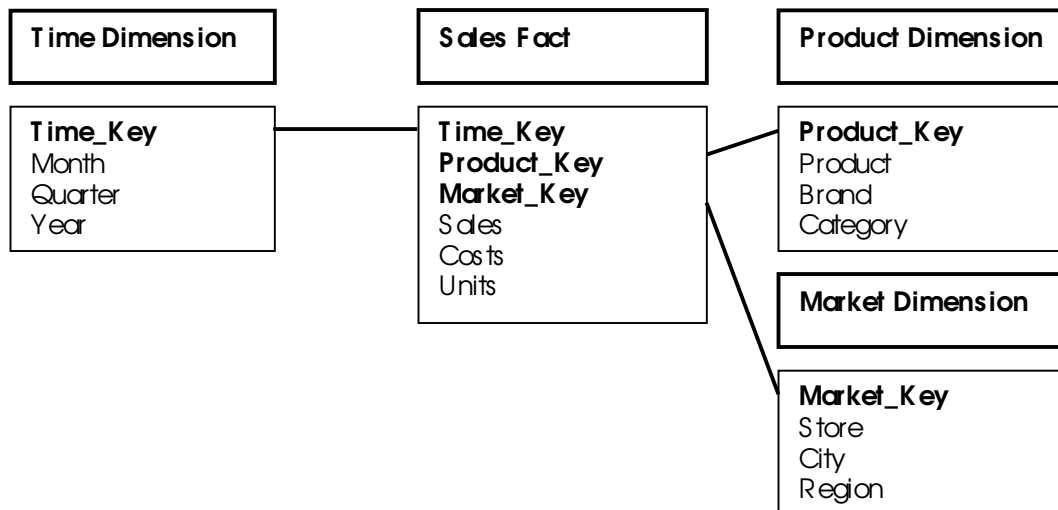 Time Dimension
Time_Key
Month
Quarter
Year
Sales Fact
Time_Key
Product_Key
Market_Key
Sales
Costs
Units
Product Dimension
Product_Key
Product
Brand
Category
Market Dimension
Market_Key
Store
City
Region